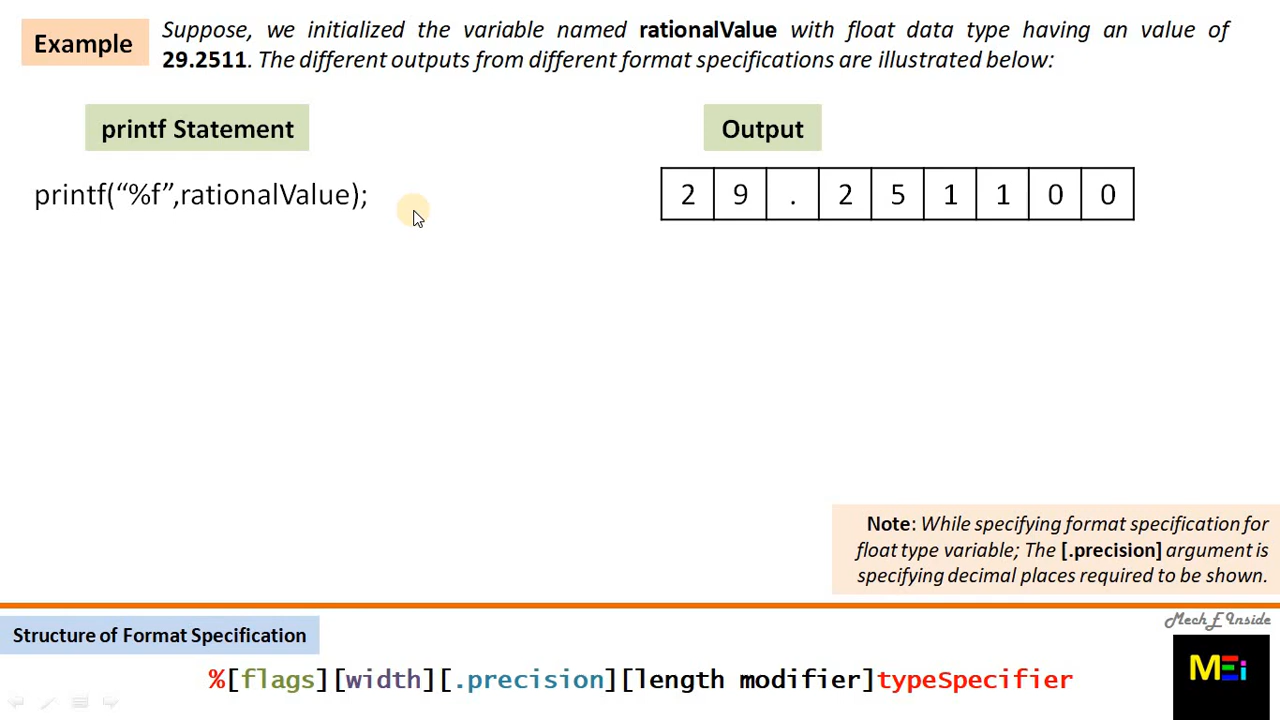 Example
Suppose, we initialized the variable named rationalValue with float data type having an value of
29.2511. The different outputs from different format specifications are illustrated below:
printf Statement
Output
printf(“%f”,rationalValue);
2 9 . 2 5 1 1 0 0
Note: While specifying format specification for
float type variable; The [.precision] argument is
specifying decimal places required to be shown.
Structure of Format Specification
Mech E Inside
%[flags][width][.precision][length modifier]typeSpecifier
MEi